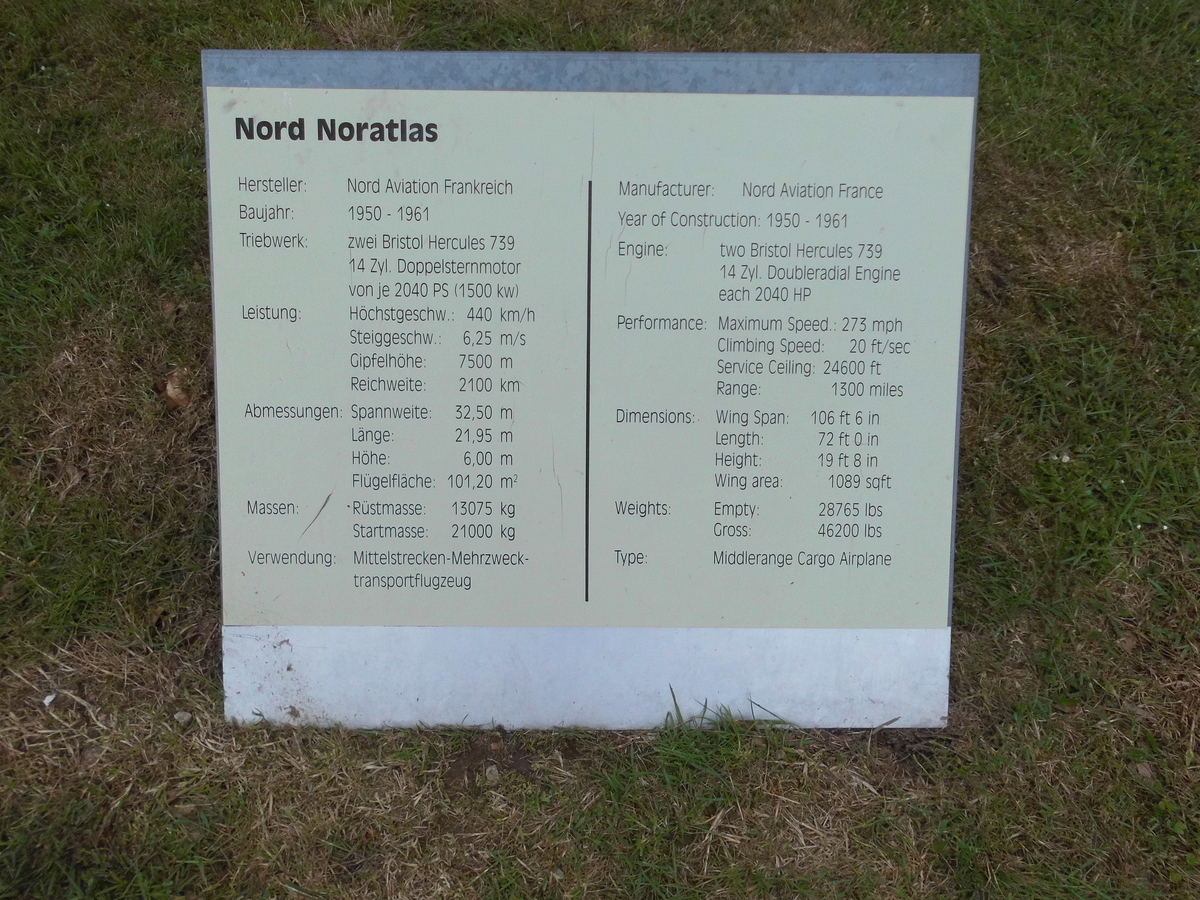 Nord Noratlas
Hersteller: Nord Aviation Frankreich
Baujahr: 1950 - 1961
Triebwerk: zwei Bristol Hercules 739
14 Zyl. Doppelsternmotor
von je 2040 PS (1500 kw)
Leistung: Höchstgeschw.: 440 km/h
Steiggeschw.: 6,25 m/s
Gipfelhöhe: 7500 m
Reichweite: 2100 km
Abmessungen: Spannweite: 32,50 m
Länge: 21,95 m
Höhe: 6,00 m
Flügelfläche: 101,20 m²
Massen: Rüstmasse: 13075 kg
Startmasse: 21000 kg
Verwendung: Mittelstrecken-Mehrzweck-
transportflugzeug
Manufacturer: Nord Aviation France
Year of Construction: 1950 - 1961
Engine: two Bristol Hercules 739
14 Zyl. Doubleradial Engine
each 2040 HP
Performance: Maximum Speed.: 273 mph
Climbing Speed: 20 ft/sec
Service Ceiling: 24600 ft
Range: 1300 miles
Dimensions: Wing Span: 106 ft 6 in
Length: 72 ft 0 in
Height: 19 ft 8 in
Wing area: 1089 sqft
Weights: Empty: 28765 lbs
Gross: 46200 lbs
Type: Middlerange Cargo Airplane